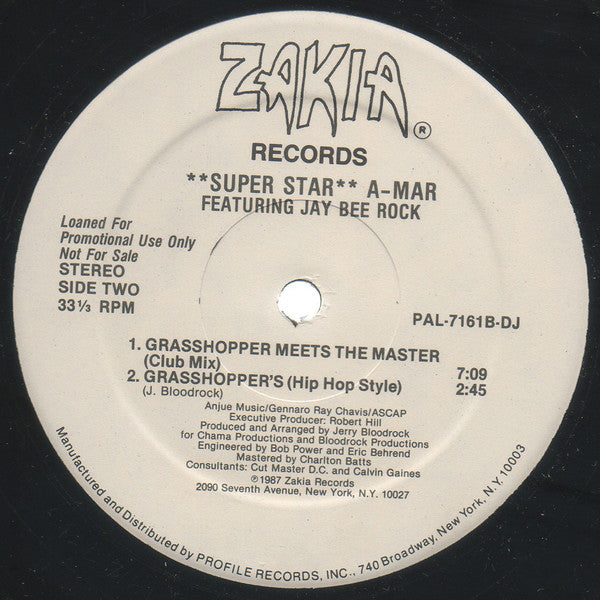 ZAKIA®
RECORDS
**SUPER STAR** A-MAR
FEATURING JAY BEE ROCK
Loaned For
Promotional Use Only
Not For Sale
STEREO
SIDE TWO
33⅓ RPM
PAL-7161B-DJ
1. GRASSHOPPER MEETS THE MASTER
(Club Mix) 7:09
2. GRASSHOPPER'S (Hip Hop Style) 2:45
(J. Bloodrock)
Anjue Music/Gennaro Ray Chavis/ASCAP
Executive Producer: Robert Hill
Produced and Arranged by Jerry Bloodrock
for Chama Productions and Bloodrock Productions
Engineered by Bob Power and Eric Behrend
Mastered by Charlton Batts
Consultants: Cut Master D.C. and Calvin Gaines
℗1987 Zakia Records
2090 Seventh Avenue, New York, N.Y. 10027
Manufactured and Distributed by PROFILE RECORDS, INC., 740 Broadway, New York, N.Y. 10003